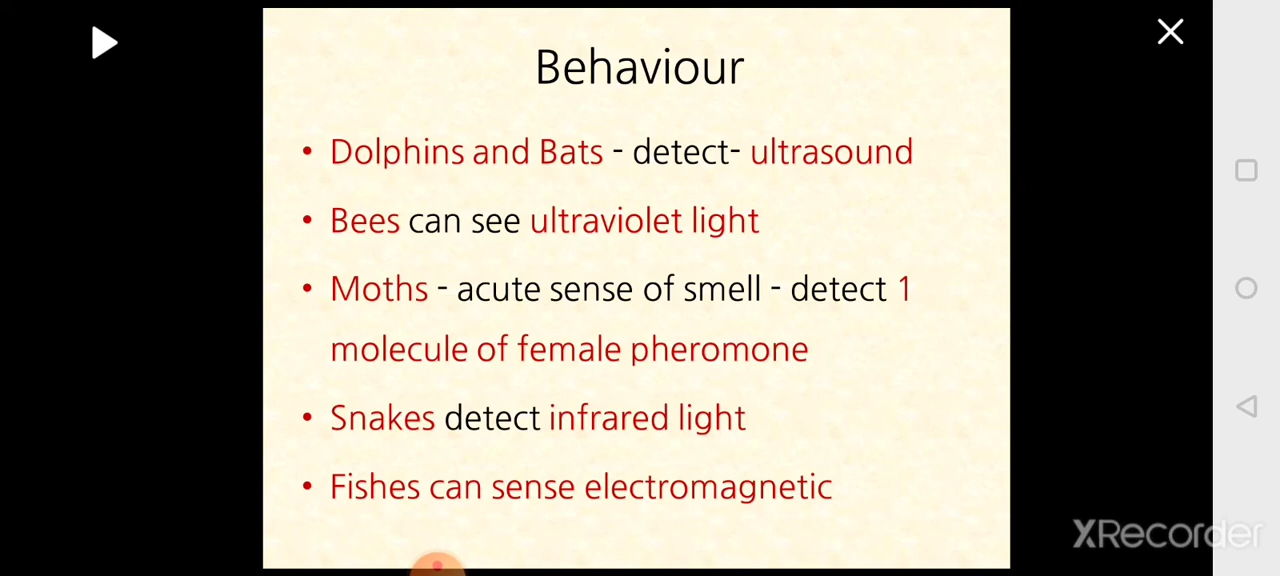 Behaviour
• Dolphins and Bats - detect- ultrasound
• Bees can see ultraviolet light
• Moths - acute sense of smell - detect 1
molecule of female pheromone
• Snakes detect infrared light
• Fishes can sense electromagnetic
XRecorder